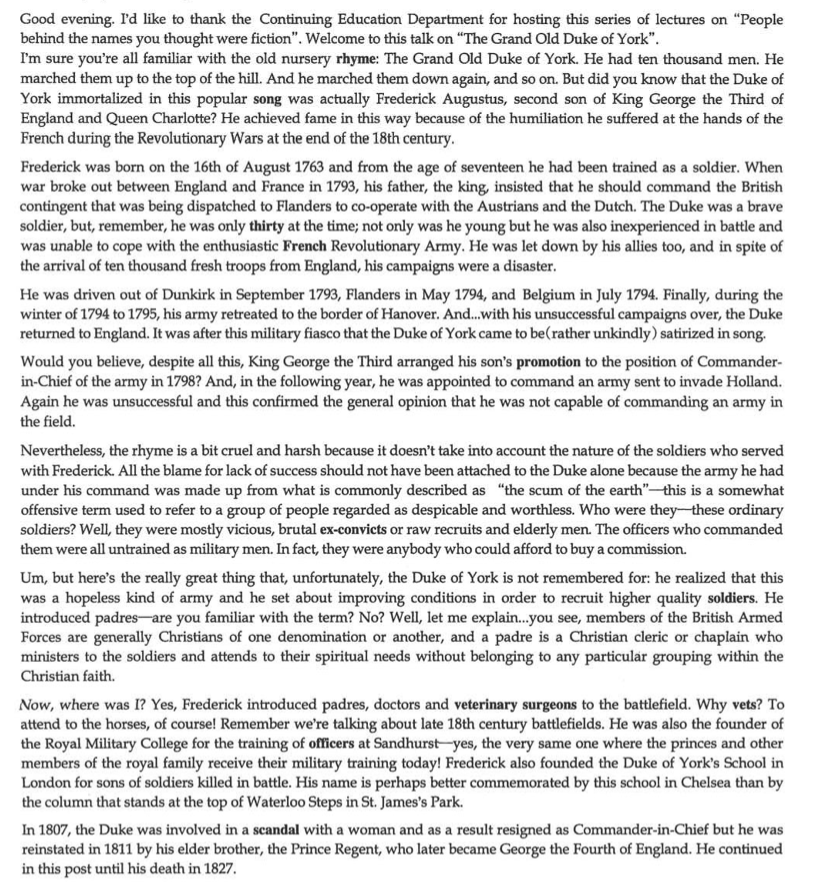 Good evening. I'd like to thank the Continuing Education Department for hosting this series of lectures on "People
behind the names you thought were fiction". Welcome to this talk on "The Grand Old Duke of York".
I'm sure you're all familiar with the old nursery rhyme: The Grand Old Duke of York. He had ten thousand men. He
marched them up to the top of the hill. And he marched them down again, and so on. But did you know that the Duke of
York immortalized in this popular song was actually Frederick Augustus, second son of King George the Third of
England and Queen Charlotte? He achieved fame in this way because of the humiliation he suffered at the hands of the
French during the Revolutionary Wars at the end of the 18th century.
Frederick was born on the 16th of August 1763 and from the age of seventeen he had been trained as a soldier. When
war broke out between England and France in 1793, his father, the king, insisted that he should command the British
contingent that was being dispatched to Flanders to co-operate with the Austrians and the Dutch. The Duke was a brave
soldier, but, remember, he was only thirty at the time; not only was he young but he was also inexperienced in battle and
was unable to cope with the enthusiastic French Revolutionary Army. He was let down by his allies too, and in spite of
the arrival of ten thousand fresh troops from England, his campaigns were a disaster.
He was driven out of Dunkirk in September 1793, Flanders in May 1794, and Belgium in July 1794. Finally, during the
winter of 1794 to 1795, his army retreated to the border of Hanover. And...with his unsuccessful campaigns over, the Duke
returned to England. It was after this military fiasco that the Duke of York came to be(rather unkindly) satirized in song.
Would you believe, despite all this, King George the Third arranged his son's promotion to the position of Commander-
in-Chief of the army in 1798? And, in the following year, he was appointed to command an army sent to invade Holland.
Again he was unsuccessful and this confirmed the general opinion that he was not capable of commanding an army in
the field.
Nevertheless, the rhyme is a bit cruel and harsh because it doesn't take into account the nature of the soldiers who served
with Frederick. All the blame for lack of success should not have been attached to the Duke alone because the army he had
under his command was made up from what is commonly described as "the scum of the earth"—this is a somewhat
offensive term used to refer to a group of people regarded as despicable and worthless. Who were they—these ordinary
soldiers? Well, they were mostly vicious, brutal ex-convicts or raw recruits and elderly men. The officers who commanded
them were all untrained as military men. In fact, they were anybody who could afford to buy a commission.
Um, but here's the really great thing that, unfortunately, the Duke of York is not remembered for: he realized that this
was a hopeless kind of army and he set about improving conditions in order to recruit higher quality soldiers. He
introduced padres—are you familiar with the term? No? Well, let me explain...you see, members of the British Armed
Forces are generally Christians of one denomination or another, and a padre is a Christian cleric or chaplain who
ministers to the soldiers and attends to their spiritual needs without belonging to any particular grouping within the
Christian faith.
Now, where was I? Yes, Frederick introduced padres, doctors and veterinary surgeons to the battlefield. Why vets? To
attend to the horses, of course! Remember we're talking about late 18th century battlefields. He was also the founder of
the Royal Military College for the training of officers at Sandhurst—yes, the very same one where the princes and other
members of the royal family receive their military training today! Frederick also founded the Duke of York's School in
London for sons of soldiers killed in battle. His name is perhaps better commemorated by this school in Chelsea than by
the column that stands at the top of Waterloo Steps in St. James's Park.
In 1807, the Duke was involved in a scandal with a woman and as a result resigned as Commander-in-Chief but he was
reinstated in 1811 by his elder brother, the Prince Regent, who later became George the Fourth of England. He continued
in this post until his death in 1827.